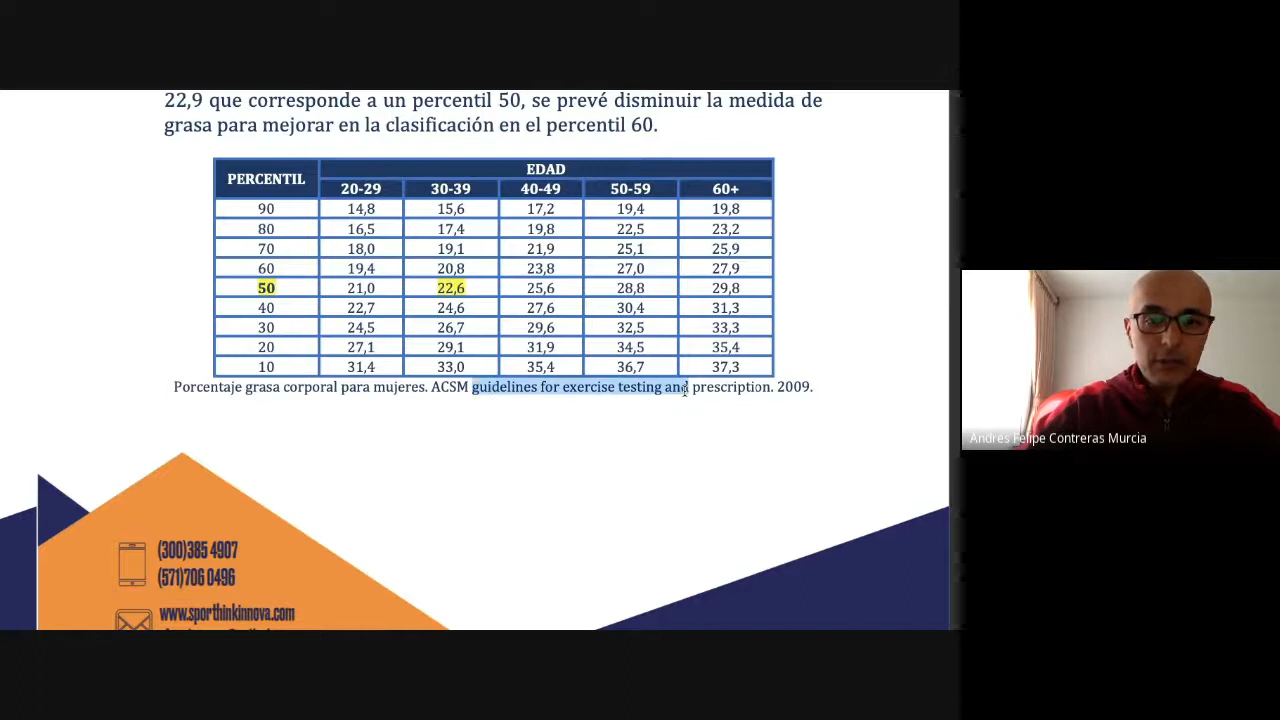 22,9 que corresponde a un percentil 50, se prevé disminuir la medida de
grasa para mejorar en la clasificación en el percentil 60.
PERCENTIL EDAD
20-29 30-39 40-49 50-59 60+
90 14,8 15,6 17,2 19,4 19,8
80 16,5 17,4 19,8 22,5 23,2
70 18,0 19,1 21,9 25,1 25,9
60 19,4 20,8 23,8 27,0 27,9
50 21,0 22,6 25,6 28,8 29,8
40 22,7 24,6 27,6 30,4 31,3
30 24,5 26,7 29,6 32,5 33,3
20 27,1 29,1 31,9 34,5 35,4
10 31,4 33,0 35,4 36,7 37,3
Porcentaje grasa corporal para mujeres. ACSM guidelines for exercise testing and prescription. 2009.
Andres Felipe Contreras Murcia
(300)385 4907
(571)706 0496
www.sporthinkinnova.com